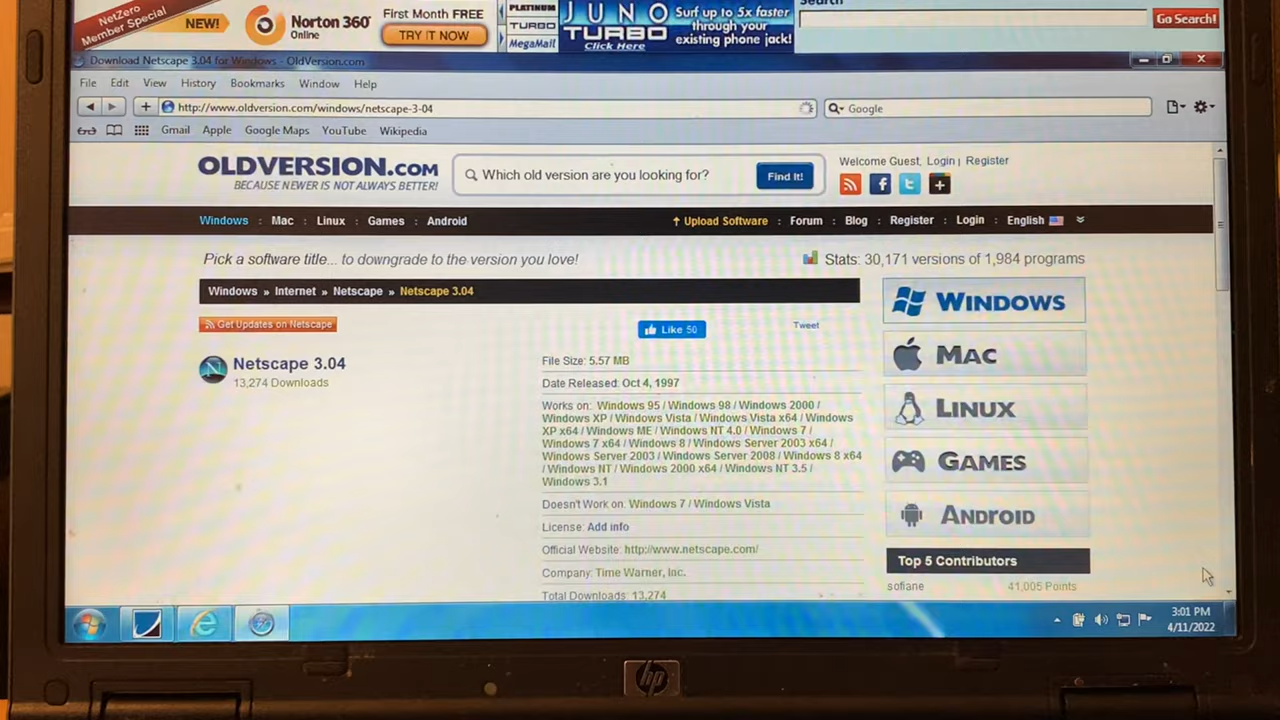 NetZero
Member Special
NEW!
Norton 360
Online
First Month FREE
TRY IT NOW
PLATINUM
TURBO
MegaMail
JUNO
TURBO
Click Here
Surf up to 5x faster
through your
existing phone jack!
Search
Go Search!
Download Netscape 3.04 for Windows - OldVersion.com
File Edit View History Bookmarks Window Help
http://www.oldversion.com/windows/netscape-3-04
Google
Gmail Apple Google Maps YouTube Wikipedia
OLDVERSION.COM
BECAUSE NEWER IS NOT ALWAYS BETTER!
Which old version are you looking for?
Find It!
Welcome Guest, Login | Register
Windows : Mac : Linux : Games : Android
Upload Software : Forum : Blog : Register : Login : English
Pick a software title... to downgrade to the version you love!
Stats: 30,171 versions of 1,984 programs
Windows » Internet » Netscape » Netscape 3.04
Get Updates on Netscape
Like 50
Tweet
Netscape 3.04
13,274 Downloads
File Size: 5.57 MB
Date Released: Oct 4, 1997
Works on: Windows 95 / Windows 98 / Windows 2000 /
Windows XP / Windows Vista / Windows Vista x64 / Windows
XP x64 / Windows ME / Windows NT 4.0 / Windows 7 /
Windows 7 x64 / Windows 8 / Windows Server 2003 x64 /
Windows Server 2003 / Windows Server 2008 / Windows 8 x64
/ Windows NT / Windows 2000 x64 / Windows NT 3.5 /
Windows 3.1
Doesn't Work on: Windows 7 / Windows Vista
License: Add info
Official Website: http://www.netscape.com/
Company: Time Warner, Inc.
Total Downloads: 13,274
WINDOWS
MAC
LINUX
GAMES
ANDROID
Top 5 Contributors
sofiane 41,005 Points
3:01 PM
4/11/2022
hp